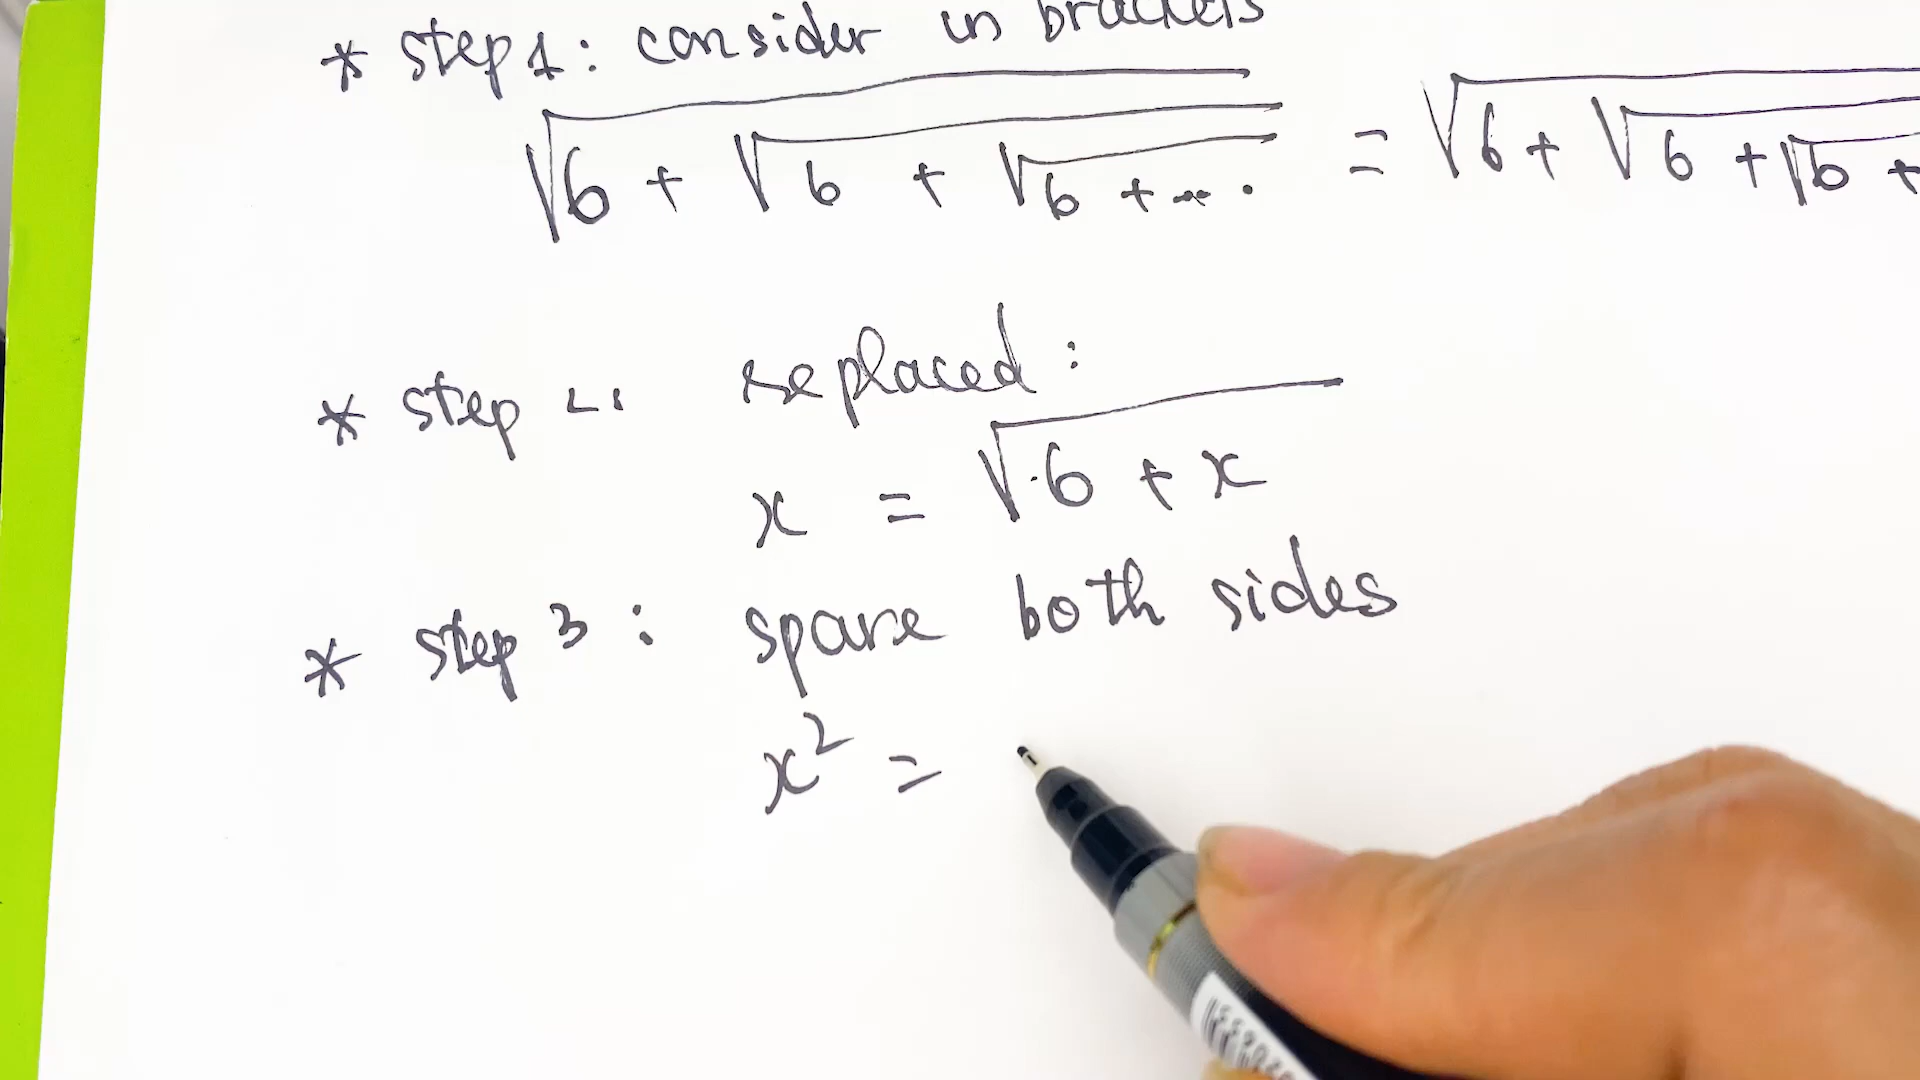 * step 1: consider in brackets
√6 + √6 + √6 + ... = √6 + √6 + √6 +
* step 2: replaced:
x = √6 + x
* step 3: square both sides
x² =